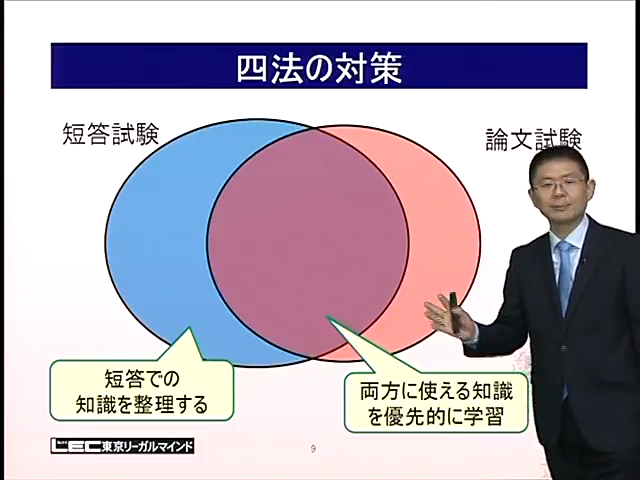 四法の対策
短答試験
論文試験
短答での
知識を整理する
両方に使える知識
を優先的に学習
LEC東京リーガルマインド
9